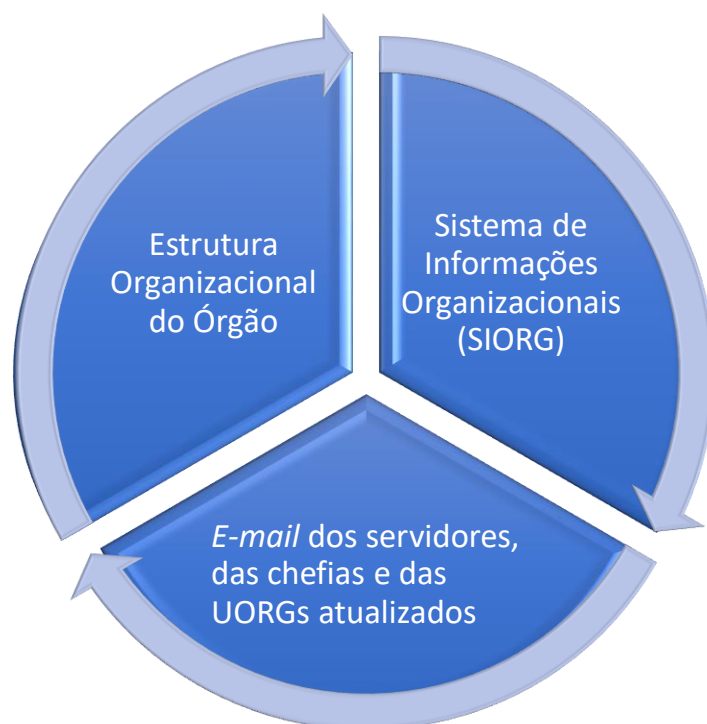 Estrutura
Organizacional
do Órgão
Sistema de
Informações
Organizacionais
(SIORG)
E-mail dos servidores,
das chefias e das
UORGs atualizados